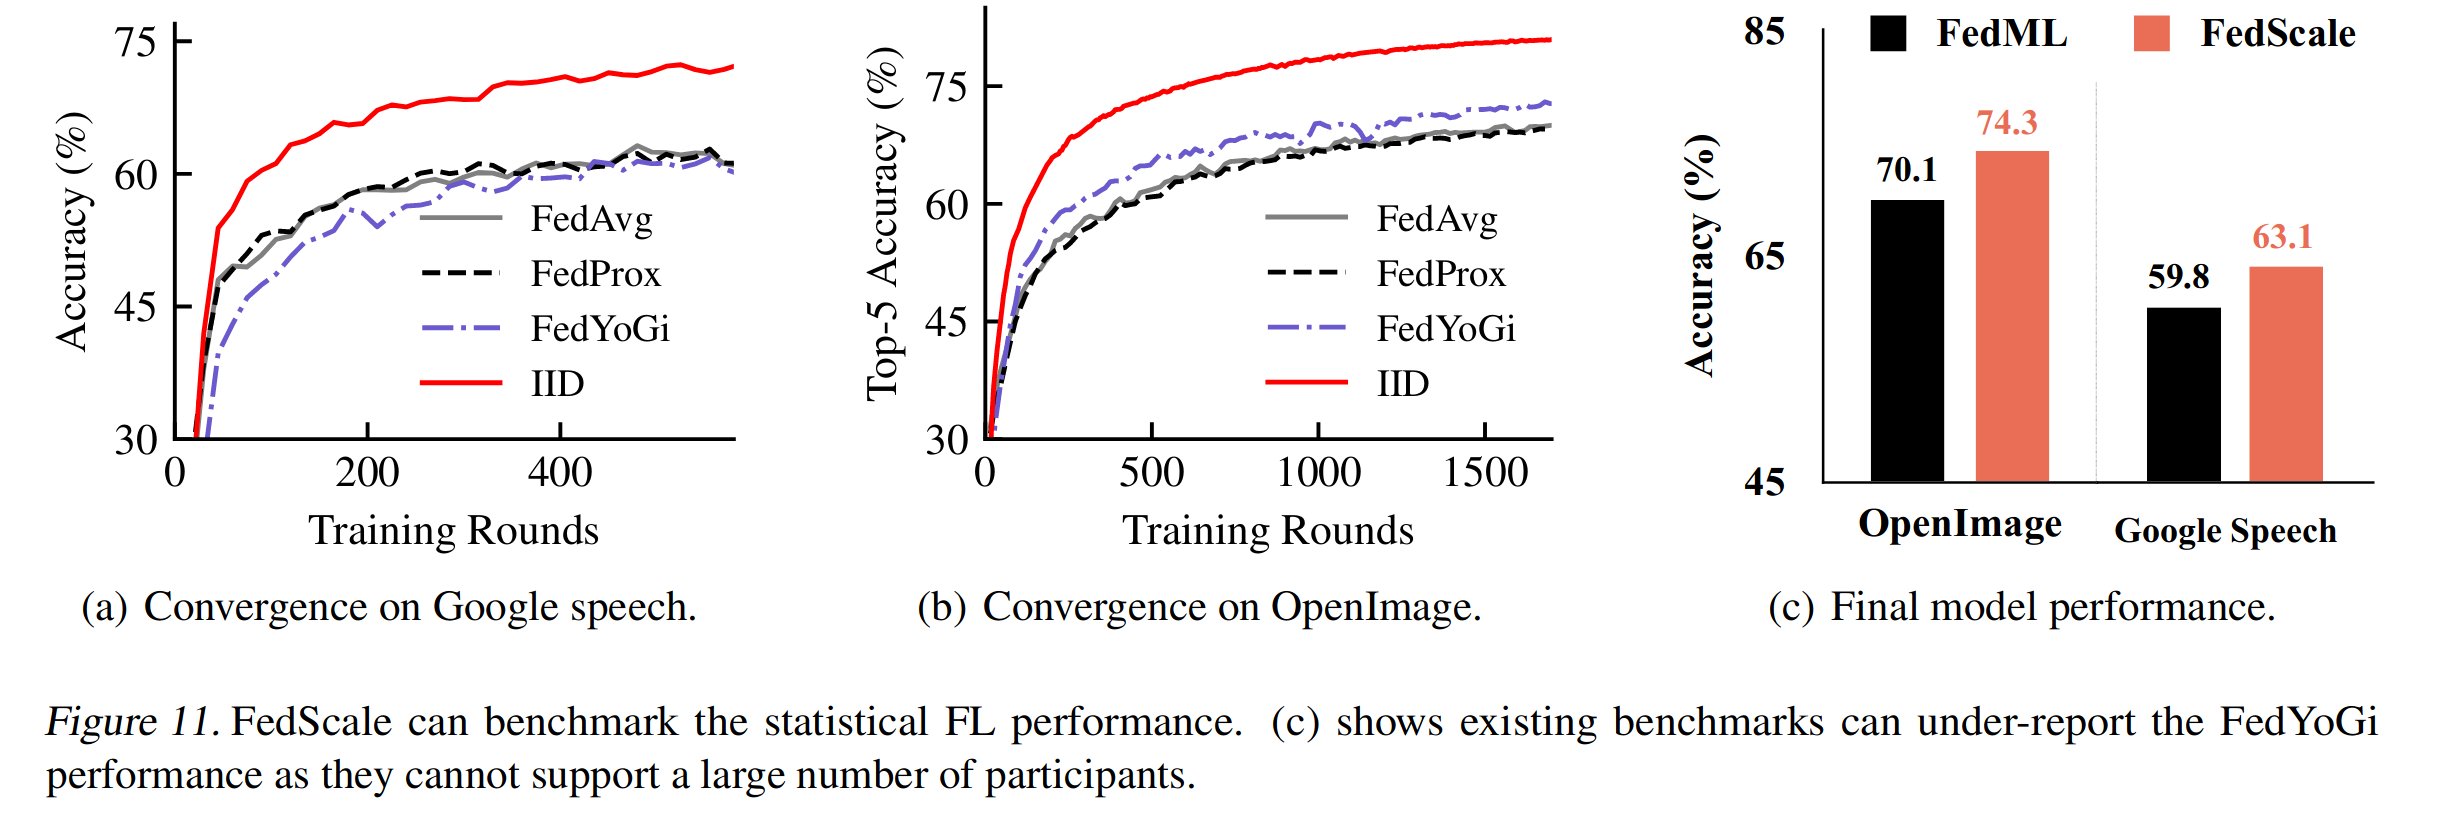 75
60
45
30
0
200
400
Accuracy (%)
Training Rounds
FedAvg
FedProx
FedYoGi
IID
(a) Convergence on Google speech.
75
60
45
30
0
500
1000
1500
Top-5 Accuracy (%)
Training Rounds
FedAvg
FedProx
FedYoGi
IID
(b) Convergence on OpenImage.
85
65
45
Accuracy (%)
FedML
FedScale
70.1
74.3
59.8
63.1
OpenImage
Google Speech
(c) Final model performance.
Figure 11. FedScale can benchmark the statistical FL performance. (c) shows existing benchmarks can under-report the FedYoGi
performance as they cannot support a large number of participants.